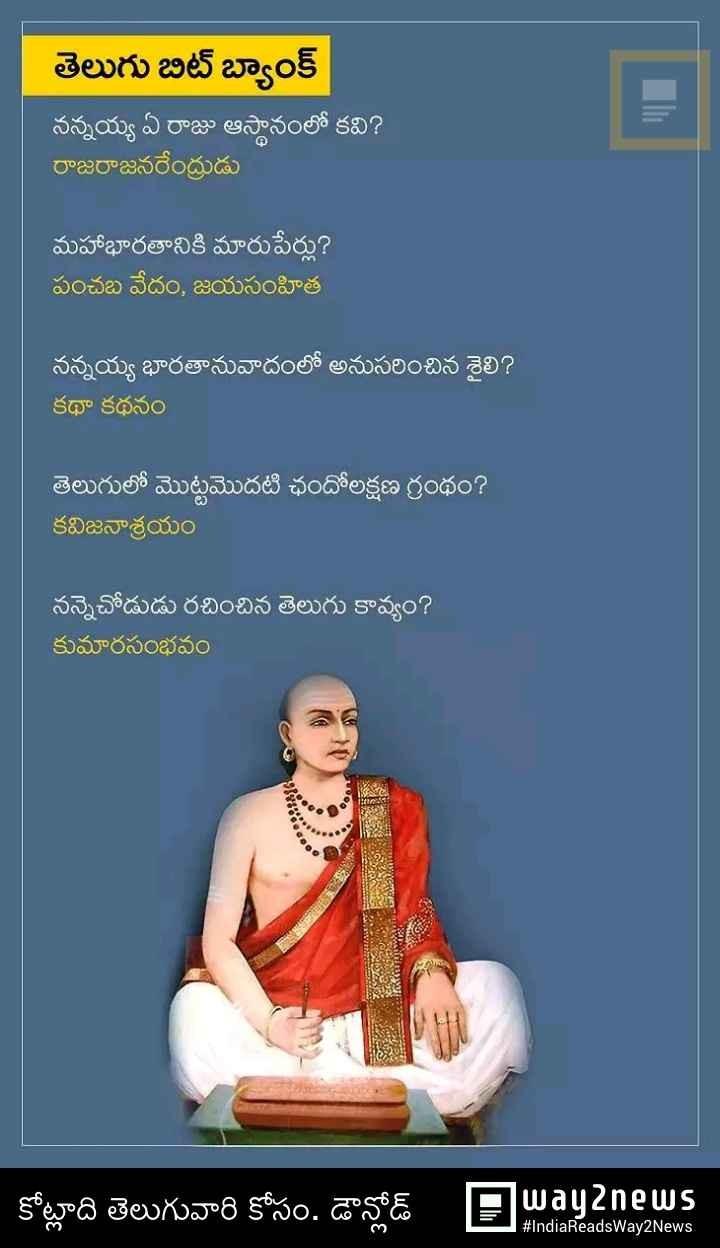 తెలుగు బిట్ బ్యాంక్
నన్నయ్య ఏ రాజు ఆస్థానంలో కవి?
రాజరాజనరేంద్రుడు
మహాభారతానికి మారుపేర్లు?
పంచబ వేదం, జయసంహిత
నన్నయ్య భారతానువాదంలో అనుసరించిన శైలి?
కథా కథనం
తెలుగులో మొట్టమొదటి ఛందోలక్షణ గ్రంథం?
కవిజనాశ్రయం
నన్నెచోడుడు రచించిన తెలుగు కావ్యం?
కుమారసంభవం
కోట్లాది తెలుగువారి కోసం. డౌన్లోడ్
way2news
#IndiaReadsWay2News